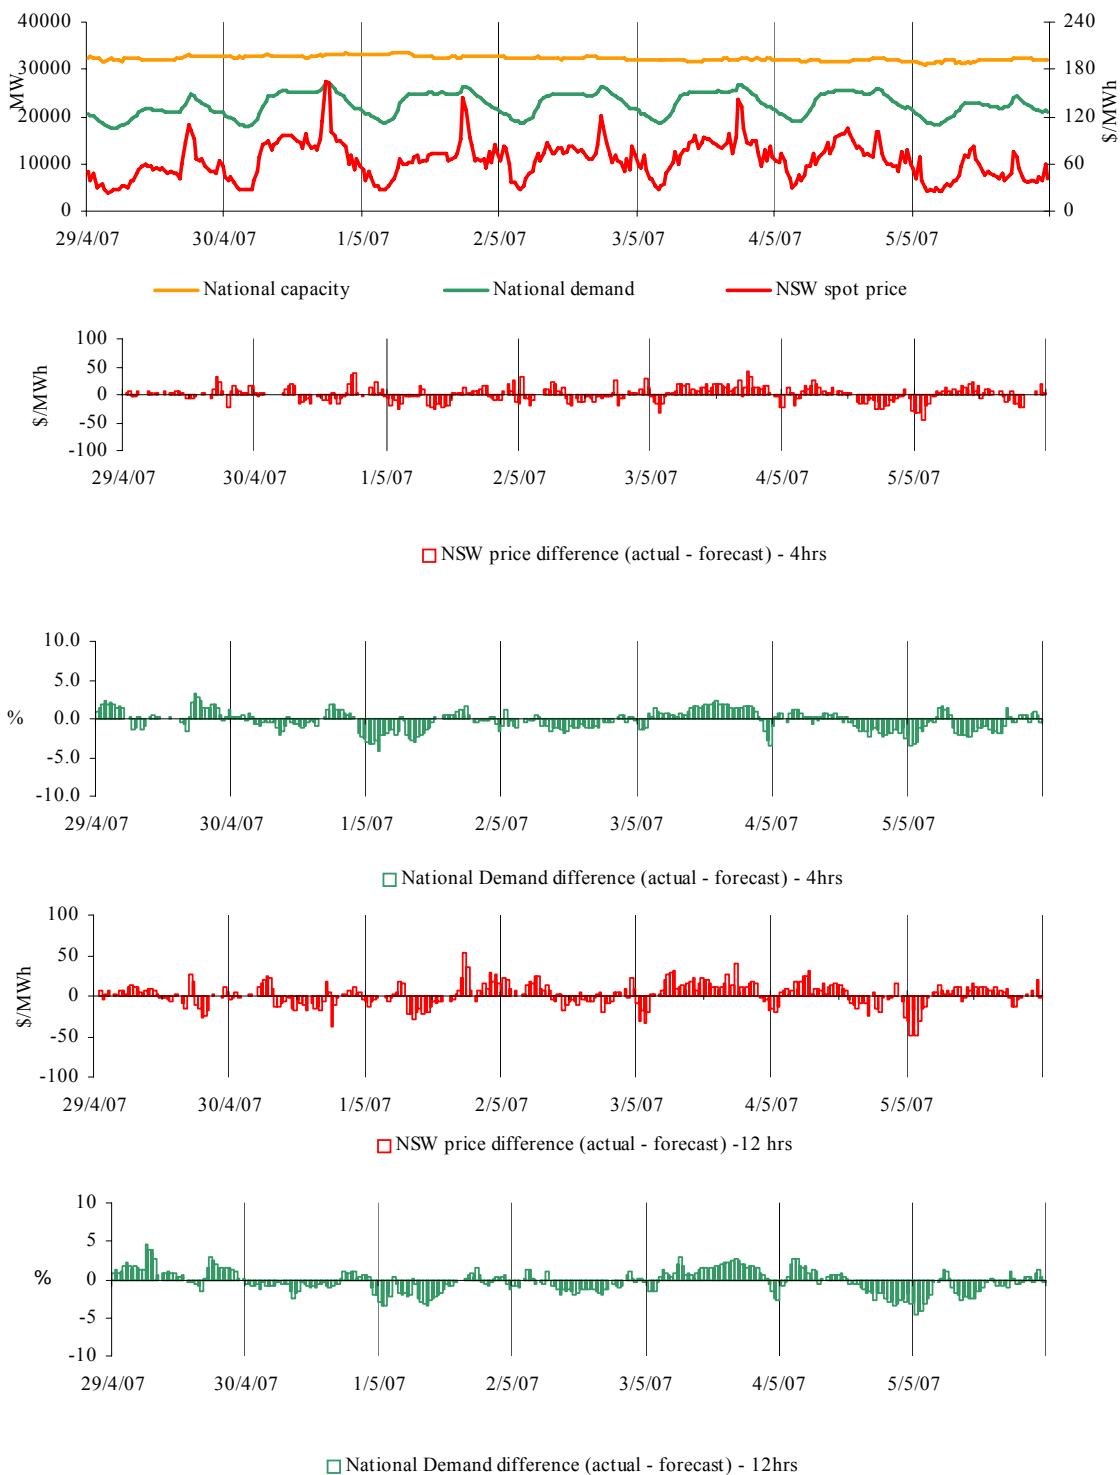 40000
30000
20000
10000
0
MW
240
180
120
60
0
$/MWh
29/4/07 30/4/07 1/5/07 2/5/07 3/5/07 4/5/07 5/5/07
National capacity National demand NSW spot price
100
50
0
-50
-100
$/MWh
29/4/07 30/4/07 1/5/07 2/5/07 3/5/07 4/5/07 5/5/07
NSW price difference (actual - forecast) - 4hrs
10.0
5.0
0.0
-5.0
-10.0
%
29/4/07 30/4/07 1/5/07 2/5/07 3/5/07 4/5/07 5/5/07
National Demand difference (actual - forecast) - 4hrs
100
50
0
-50
-100
$/MWh
29/4/07 30/4/07 1/5/07 2/5/07 3/5/07 4/5/07 5/5/07
NSW price difference (actual - forecast) -12 hrs
10
5
0
-5
-10
%
29/4/07 30/4/07 1/5/07 2/5/07 3/5/07 4/5/07 5/5/07
National Demand difference (actual - forecast) - 12hrs